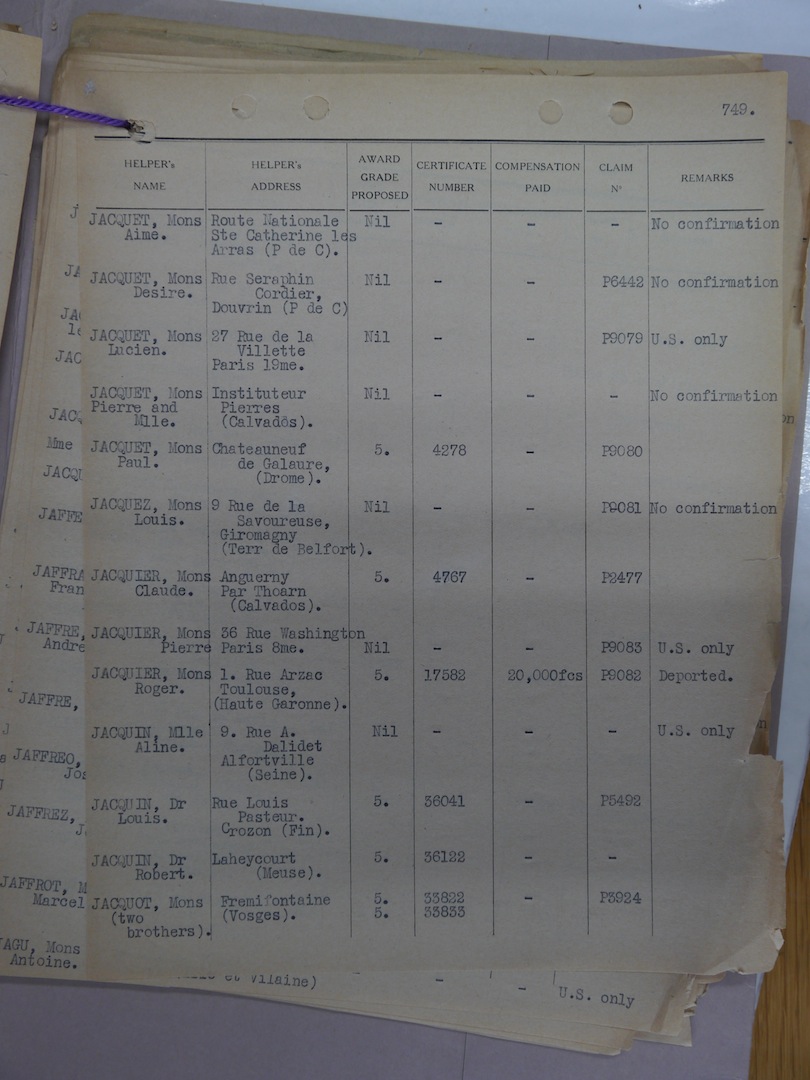 749.
HELPER's NAME
HELPER's ADDRESS
AWARD GRADE PROPOSED
CERTIFICATE NUMBER
COMPENSATION PAID
CLAIM Nº
REMARKS
JACQUET, Mons Route Nationale Nil - - - No confirmation
Aime. Ste Catherine les
Arras (P de C).
JACQUET, Mons Rue Seraphin Nil - - P6442 No confirmation
Desire. Cordier,
Douvrin (P de C)
JACQUET, Mons 27 Rue de la Nil - - P9079 U.S. only
Lucien. Villette
Paris 19me.
JACQUET, Mons Instituteur Nil - - - No confirmation
Pierre and Pierres
Mlle. (Calvados).
JACQUET, Mons Chateauneuf 5. 4278 - P9080
Paul. de Galaure,
(Drome).
JACQUEZ, Mons 9 Rue de la Nil - - P9081 No confirmation
Louis. Savoureuse,
Giromagny
(Terr de Belfort).
JACQUIER, Mons Anguerny 5. 4767 - P2477
Claude. Par Thoarn
(Calvados).
JACQUIER, Mons 36 Rue Washington
Pierre Paris 8me. Nil - - P9083 U.S. only
JACQUIER, Mons 1. Rue Arzac 5. 17582 20,000fcs P9082 Deported.
Roger. Toulouse,
(Haute Garonne).
JACQUIN, Mlle 9. Rue A. Nil - - - U.S. only
Aline. Dalidet
Alfortville
(Seine).
JACQUIN, Dr Rue Louis 5. 36041 - P5492
Louis. Pasteur.
Crozon (Fin).
JACQUIN, Dr Laheycourt 5. 36122 - -
Robert. (Meuse).
JACQUOT, Mons Fremifontaine 5. 33822 - P3924
(two (Vosges). 5. 33833
brothers).
Mme
JAFFRE,
Andre
JAFFRE,
JAFFREO,
JAFFREZ,
JAFFROT, M
Marcel
JAGU, Mons
Antoine.
et Vilaine)
- - U.S. only